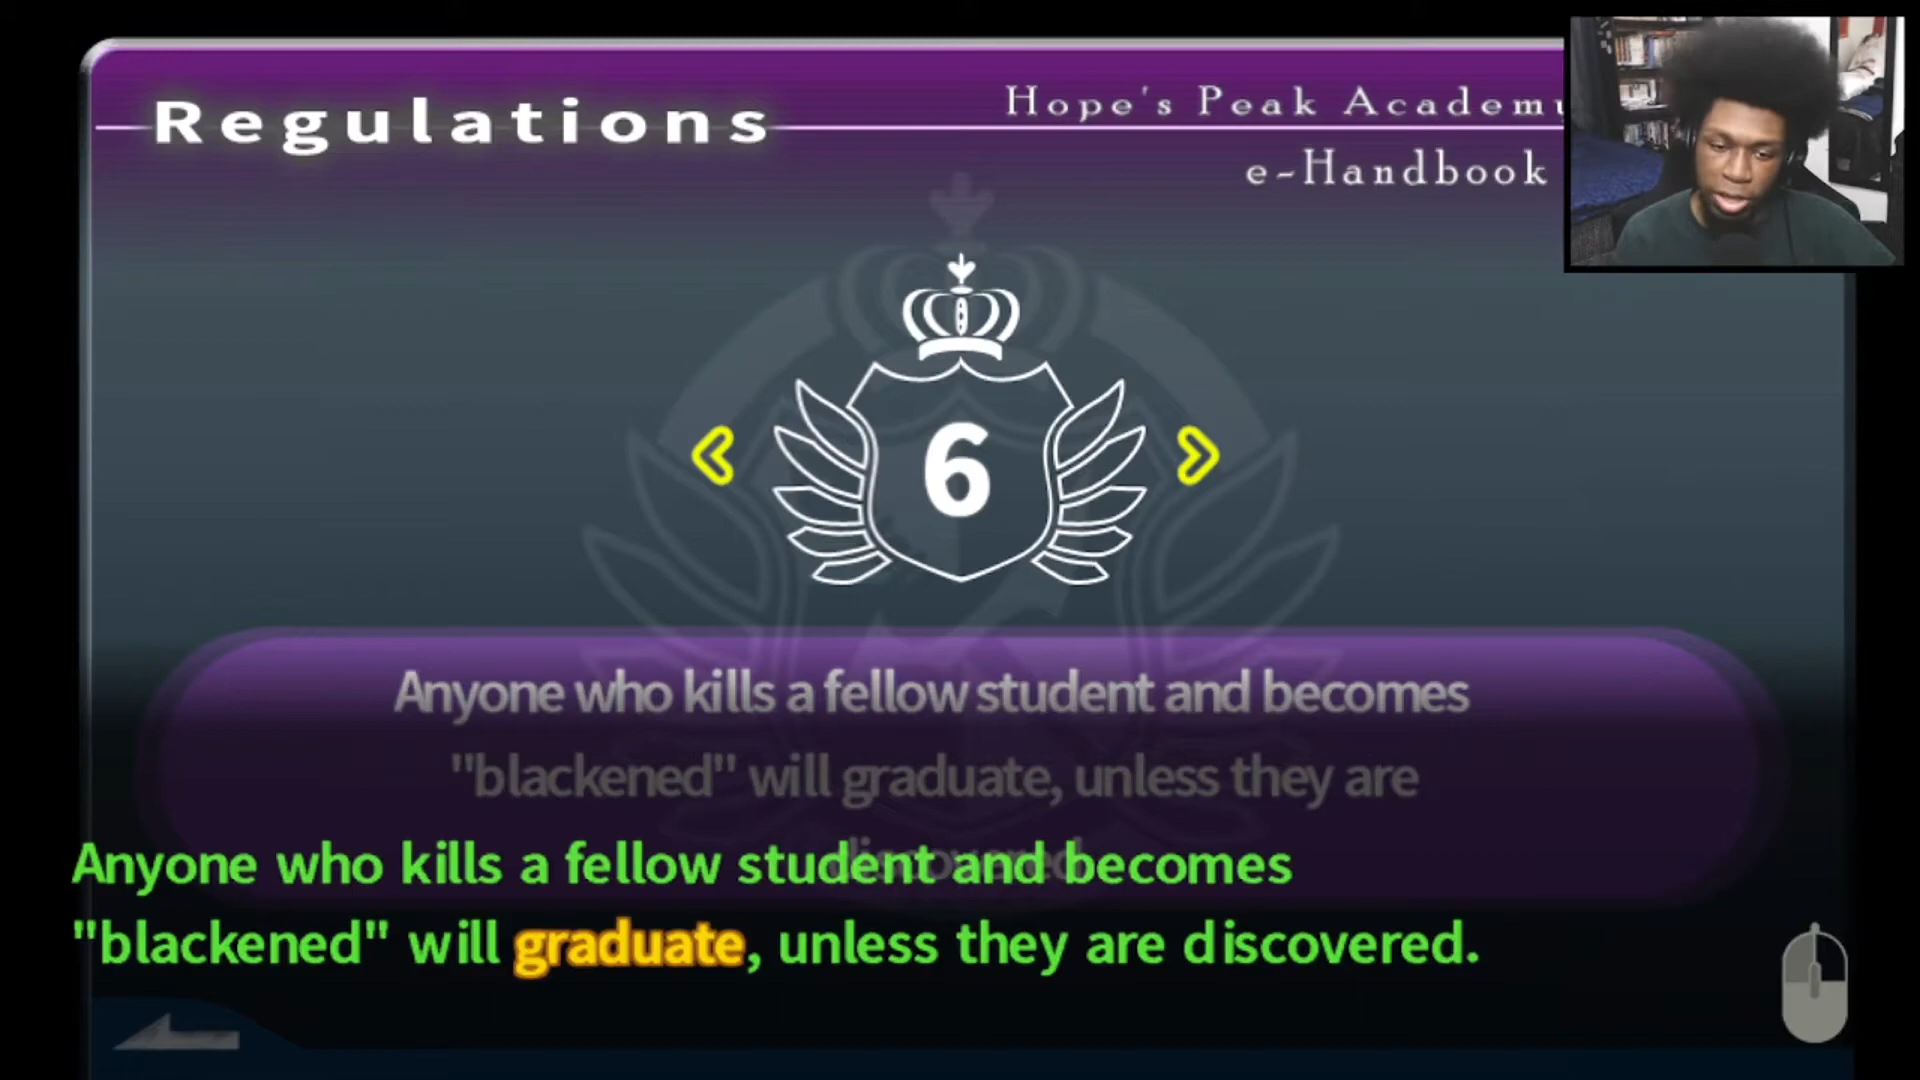 Regulations
Hope's Peak Academy
e-Handbook
6
Anyone who kills a fellow student and becomes
"blackened" will graduate, unless they are
discovered
Anyone who kills a fellow student and becomes
"blackened" will graduate, unless they are discovered.